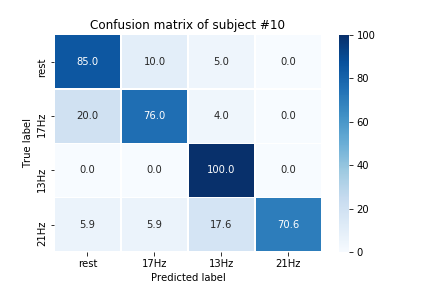 Confusion matrix of subject #10
100
rest 85.0 10.0 5.0 0.0
80
17Hz 20.0 76.0 4.0 0.0
60
True label
13Hz 0.0 0.0 100.0 0.0
40
21Hz 5.9 5.9 17.6 70.6
20
0
rest 17Hz 13Hz 21Hz
Predicted label